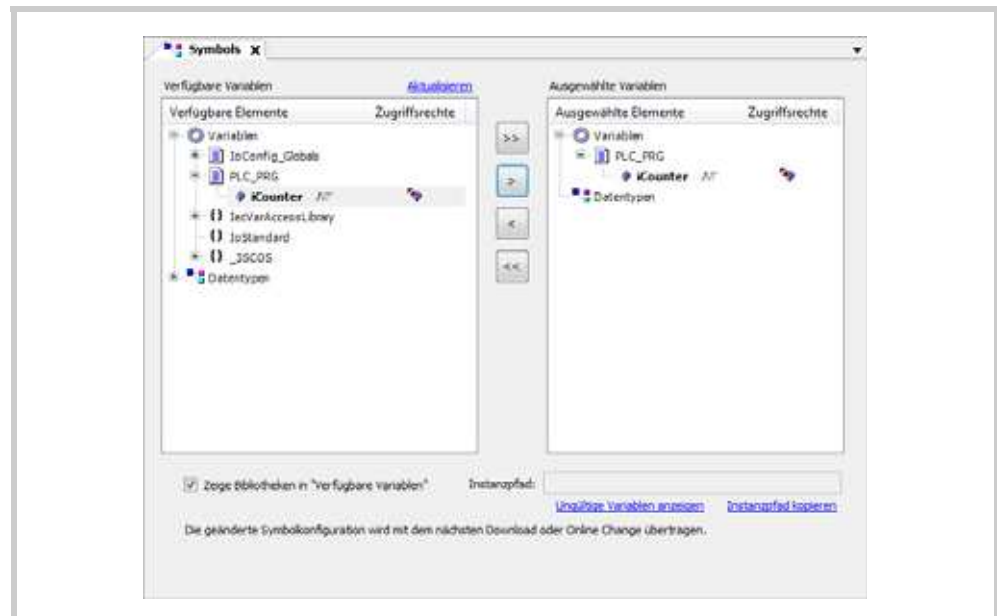 Symbols
Verfügbare Variablen Aktualisieren
Verfügbare Elemente Zugriffsrechte
Variablen
IoConfig_Globals
PLC_PRG
iCounter INT
IecVarAccessLibrary
IoStandard
_3SCOS
Datentypen
>>
>
<
<<
Ausgewählte Variablen
Ausgewählte Elemente Zugriffsrechte
Variablen
PLC_PRG
iCounter INT
Datentypen
Zeige Bibliotheken in "Verfügbare Variablen"
Instanzpfad:
Ungültige Variablen anzeigen Instanzpfad kopieren
Die geänderte Symbolkonfiguration wird mit dem nächsten Download oder Online Change übertragen.